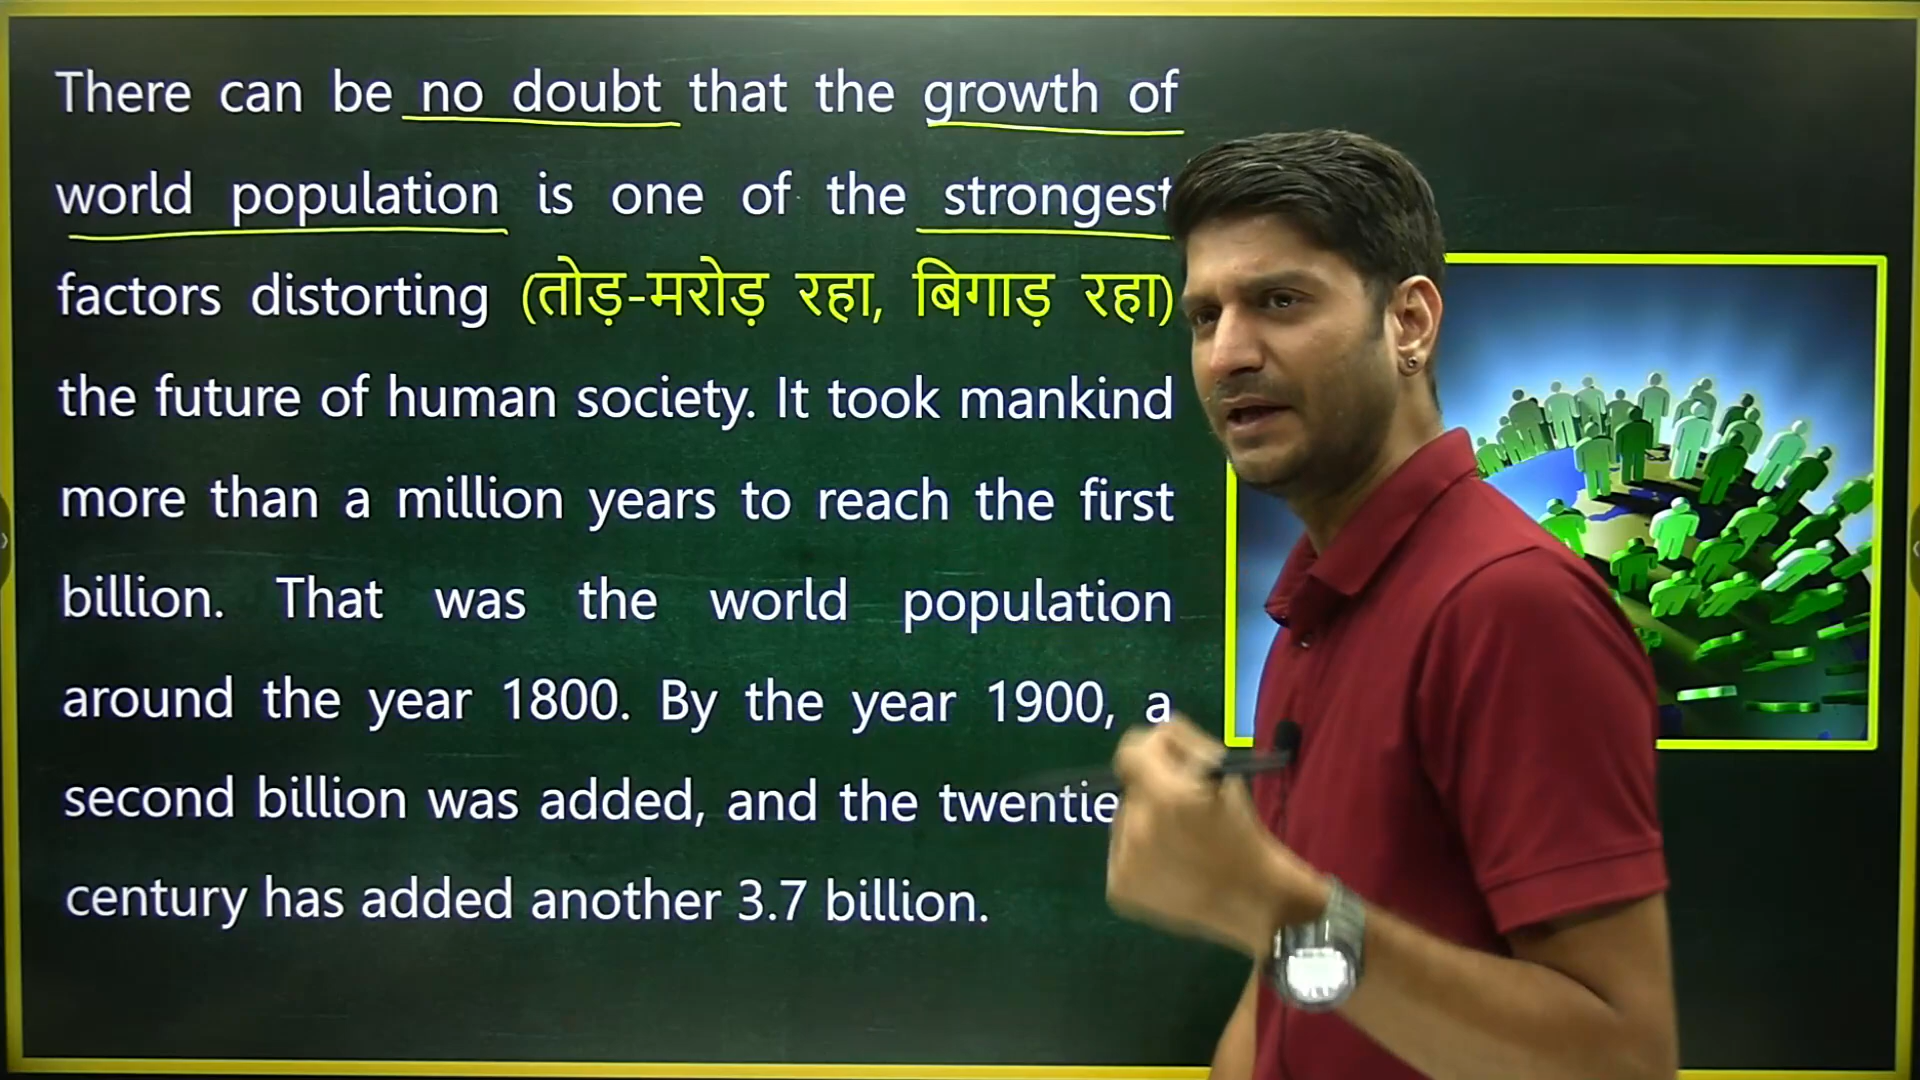 There can be no doubt that the growth of
world population is one of the strongest
factors distorting (तोड़-मरोड़ रहा, बिगाड़ रहा)
the future of human society. It took mankind
more than a million years to reach the first
billion. That was the world population
around the year 1800. By the year 1900, a
second billion was added, and the
century has added another 3.7 billion.